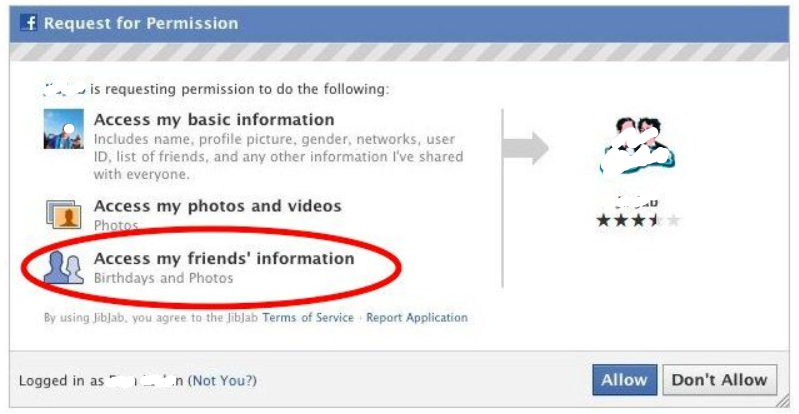 f Request for Permission
is requesting permission to do the following:
Access my basic information
Includes name, profile picture, gender, networks, user
ID, list of friends, and any other information I've shared
with everyone.
Access my photos and videos
Photos
Access my friends' information
Birthdays and Photos
By using JibJab, you agree to the JibJab Terms of Service · Report Application
Logged in as (Not You?)
Allow
Don't Allow